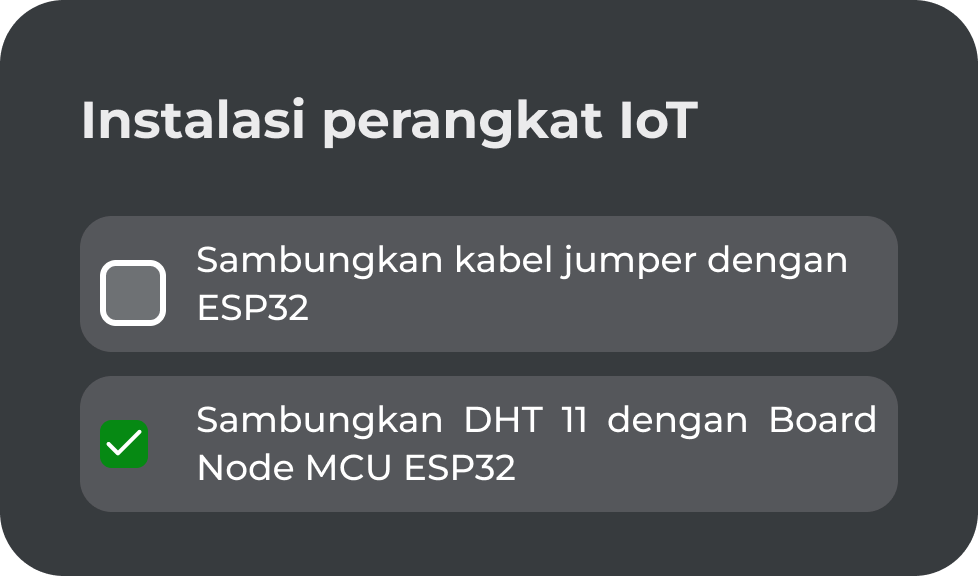 Instalasi perangkat IoT
Sambungkan kabel jumper dengan
ESP32
Sambungkan DHT 11 dengan Board
Node MCU ESP32